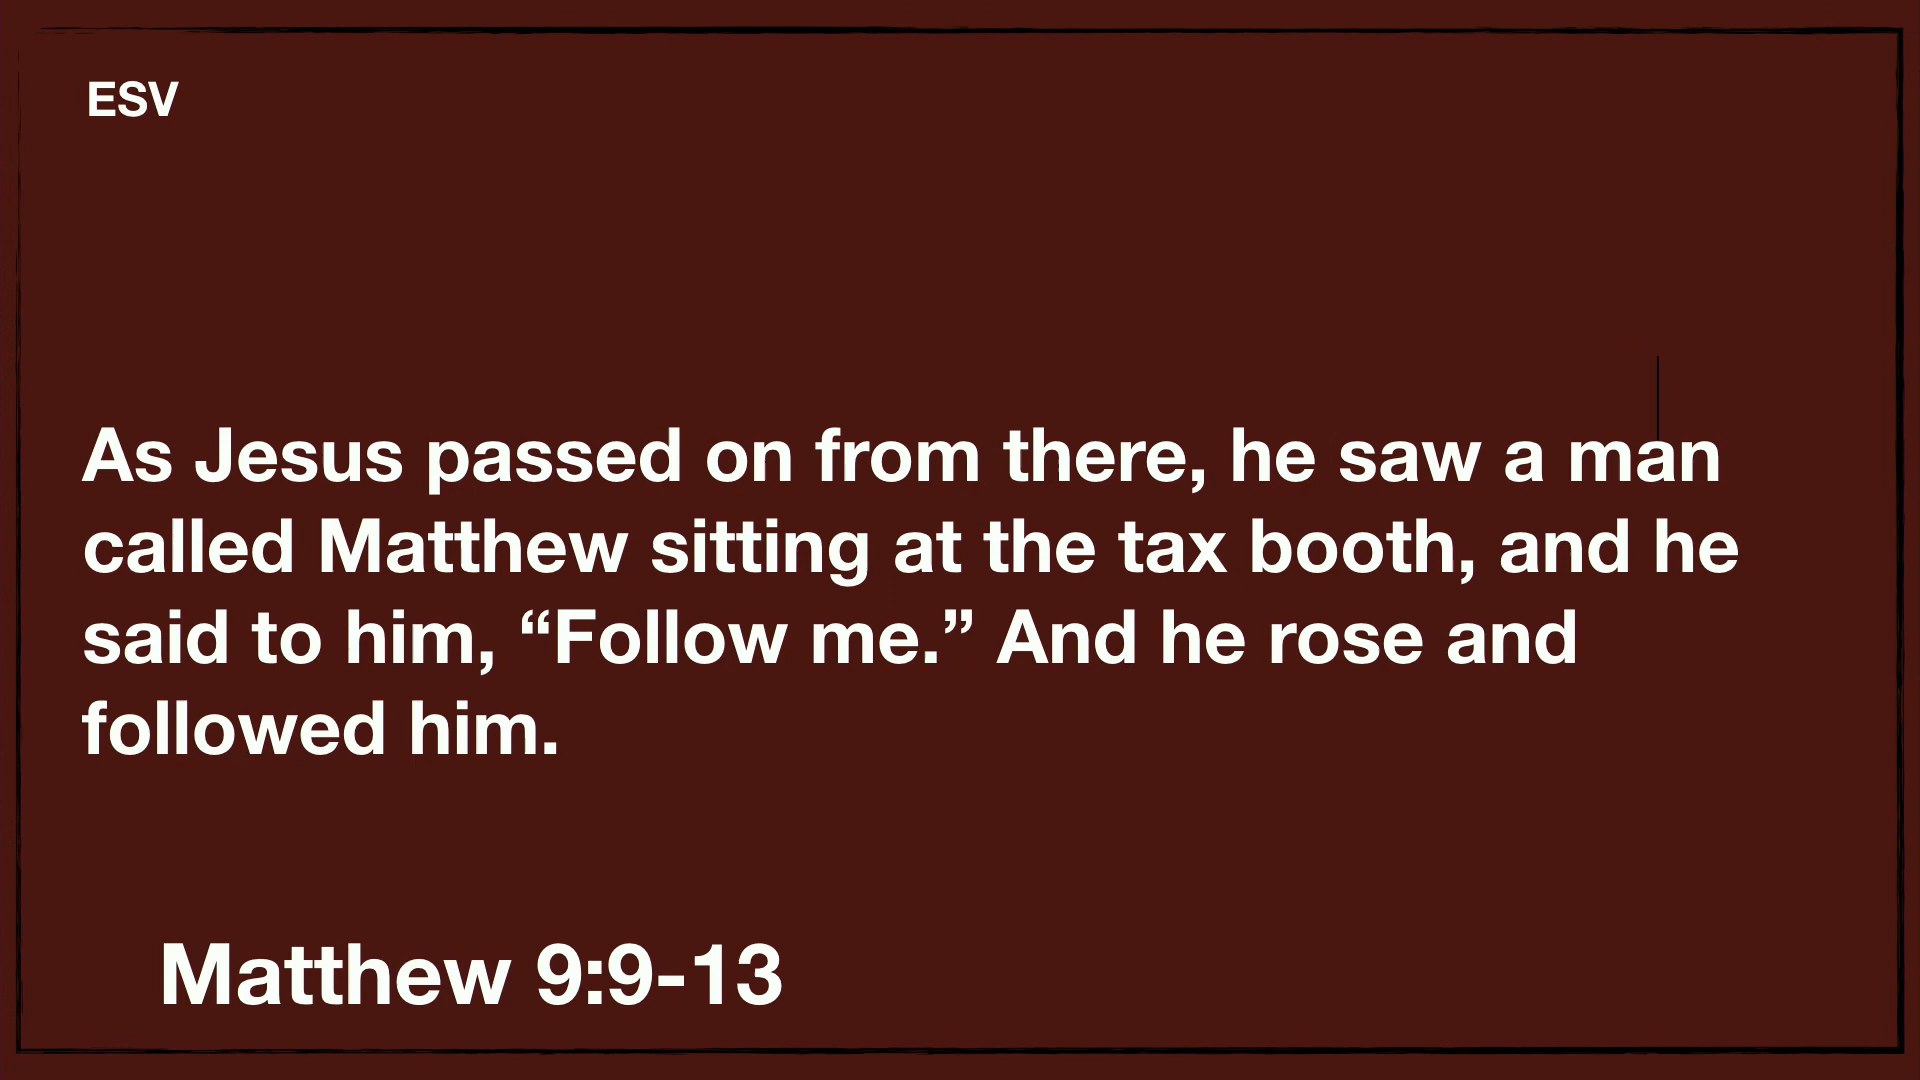 ESV
As Jesus passed on from there, he saw a man
called Matthew sitting at the tax booth, and he
said to him, “Follow me.” And he rose and
followed him.
Matthew 9:9-13